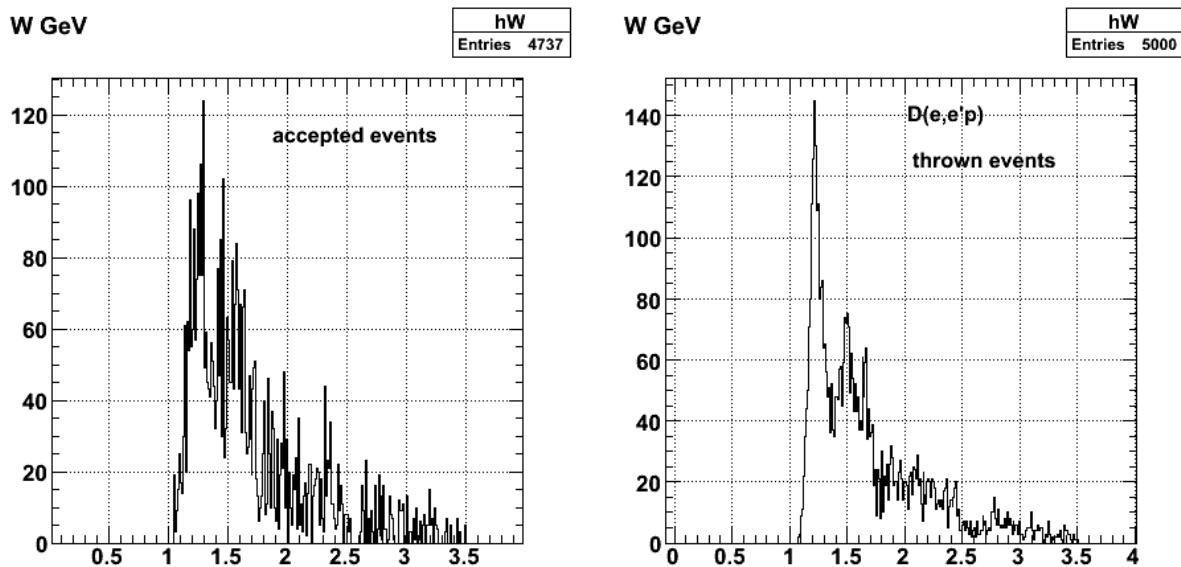 W GeV
hW
Entries 4737
accepted events
120
100
80
60
40
20
0
0.5 1 1.5 2 2.5 3 3.5
W GeV
hW
Entries 5000
D(e,e'p)
thrown events
140
120
100
80
60
40
20
0
0 0.5 1 1.5 2 2.5 3 3.5 4